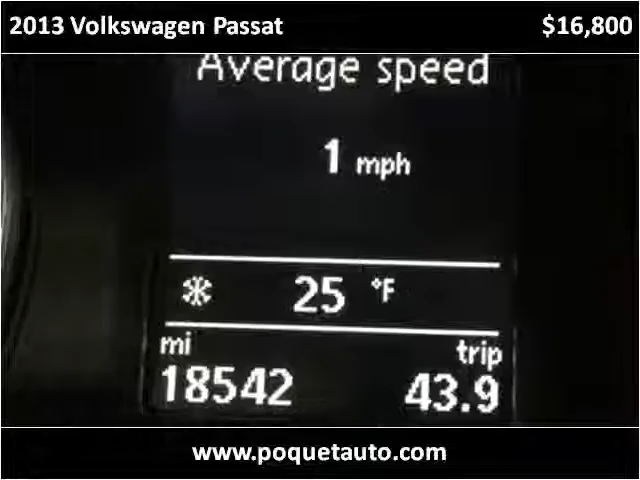 2013 Volkswagen Passat $16,800
Average speed
1 mph
25 °F
mi trip
18542 43.9
www.poquetauto.com